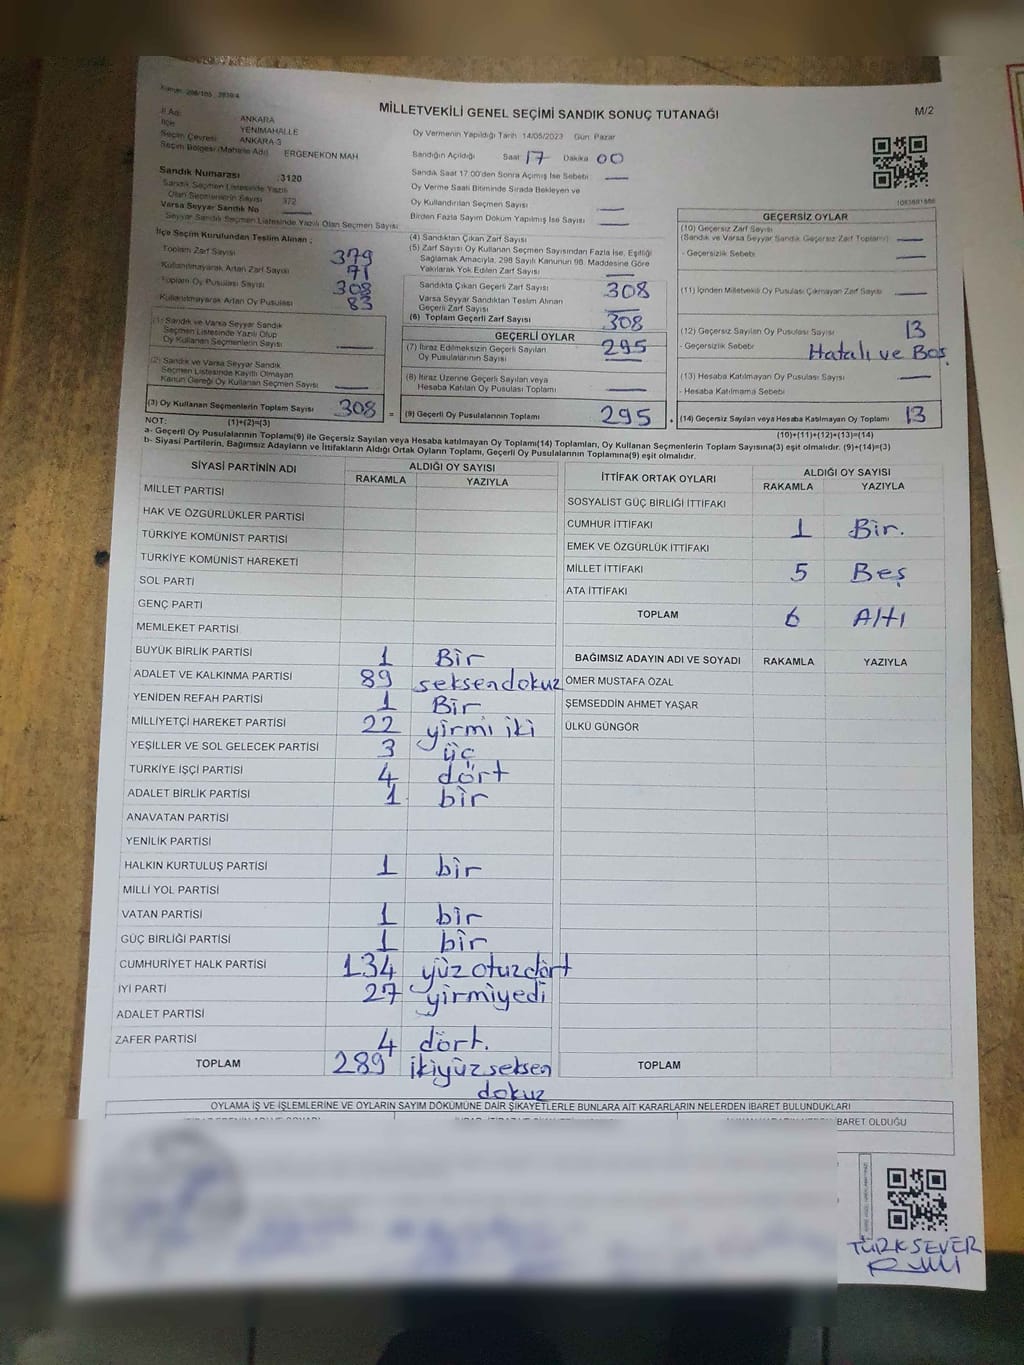 MİLLETVEKİLİ GENEL SEÇİMİ SANDIK SONUÇ TUTANAĞI
M/2
İl Adı ANKARA
İlçe YENİMAHALLE
Seçim Çevresi ANKARA-3
Seçim Bölgesi (Mahalle Adı) ERGENEKON MAH
Sandık Numarası :3120
Sandık Seçmen Listesinde Yazılı
Olan Seçmenlerin Sayısı 372
Varsa Seyyar Sandık No
Seyyar Sandık Seçmen Listesinde Yazılı Olan Seçmen Sayısı
Oy Vermenin Yapıldığı Tarih 14/05/2023 Gün: Pazar
Sandığın Açıldığı Saat 17 Dakika 00
Sandık Saat 17:00'den Sonra Açımış İse Sebebi
Oy Verme Saati Bitiminde Sırada Bekleyen ve
Oy Kullandırılan Seçmen Sayısı
Birden Fazla Sayım Döküm Yapılmış İse Sayısı
İlçe Seçim Kurulundan Teslim Alınan ;
Toplam Zarf Sayısı 379
Kullanılmayarak Artan Zarf Sayısı 71
Toplam Oy Pusulası Sayısı 308
Kullanılmayarak Artan Oy Pusulası 83
(1) Sandık ve Varsa Seyyar Sandık
Seçmen Listesinde Yazılı Olup
Oy Kullanan Seçmenlerin Sayısı
(2) Sandık ve Varsa Seyyar Sandık
Seçmen Listesinde Kayıtlı Olmayan
Kanun Gereği Oy Kullanan Seçmen Sayısı
(3) Oy Kullanan Seçmenlerin Toplam Sayısı 308 =
(1)+(2)=(3)
(4) Sandıktan Çıkan Zarf Sayısı
(5) Zarf Sayısı Oy Kullanan Seçmen Sayısından Fazla İse, Eşitliği
Sağlamak Amacıyla, 298 Sayılı Kanunun 98. Maddesine Göre
Yakılarak Yok Edilen Zarf Sayısı
Sandıkta Çıkan Geçerli Zarf Sayısı 308
Varsa Seyyar Sandıktan Teslim Alınan
Geçerli Zarf Sayısı
(6) Toplam Geçerli Zarf Sayısı 308
GEÇERLİ OYLAR
(7) İtiraz Edilmeksizin Geçerli Sayılan
Oy Pusulalarının Sayısı 295
(8) İtiraz Üzerine Geçerli Sayılan veya
Hesaba Katılan Oy Pusulası Toplamı
(9) Geçerli Oy Pusulalarının Toplamı 295 +
GEÇERSİZ OYLAR
(10) Geçersiz Zarf Sayısı
(Sandık ve Varsa Seyyar Sandık Geçersiz Zarf Toplamı)
- Geçersizlik Sebebi
(11) İçinden Milletvekili Oy Pusulası Çıkmayan Zarf Sayısı
(12) Geçersiz Sayılan Oy Pusulası Sayısı 13
- Geçersizlik Sebebi Hatalı ve Boş
(13) Hesaba Katılmayan Oy Pusulası Sayısı
- Hesaba Katılmama Sebebi
(14) Geçersiz Sayılan veya Hesaba Katılmayan Oy Toplamı 13
(10)+(11)+(12)+(13)=(14)
NOT:
a- Geçerli Oy Pusulalarının Toplamı(9) ile Geçersiz Sayılan veya Hesaba katılmayan Oy Toplamı(14) Toplamları, Oy Kullanan Seçmenlerin Toplam Sayısına(3) eşit olmalıdır. (9)+(14)=(3)
b- Siyasi Partilerin, Bağımsız Adayların ve İttifakların Aldığı Ortak Oyların Toplamı, Geçerli Oy Pusulalarının Toplamına(9) eşit olmalıdır.
SİYASİ PARTİNİN ADI ALDIĞI OY SAYISI
RAKAMLA YAZIYLA
MİLLET PARTİSİ
HAK VE ÖZGÜRLÜKLER PARTİSİ
TÜRKİYE KOMÜNİST PARTİSİ
TÜRKİYE KOMÜNİST HAREKETİ
SOL PARTİ
GENÇ PARTİ
MEMLEKET PARTİSİ
BÜYÜK BİRLİK PARTİSİ 1 Bir
ADALET VE KALKINMA PARTİSİ 89 seksendokuz
YENİDEN REFAH PARTİSİ 1 Bir
MİLLİYETÇİ HAREKET PARTİSİ 22 yirmi iki
YEŞİLLER VE SOL GELECEK PARTİSİ 3 üç
TÜRKİYE İŞÇİ PARTİSİ 4 dört
ADALET BİRLİK PARTİSİ 1 bir
ANAVATAN PARTİSİ
YENİLİK PARTİSİ
HALKIN KURTULUŞ PARTİSİ 1 bir
MİLLİ YOL PARTİSİ
VATAN PARTİSİ 1 bir
GÜÇ BİRLİĞİ PARTİSİ 1 bir
CUMHURİYET HALK PARTİSİ 134 yüz otuzdört
İYİ PARTİ 27 yirmiyedi
ADALET PARTİSİ
ZAFER PARTİSİ 4 dört.
TOPLAM 289 ikiyüzseksen
dokuz
İTTİFAK ORTAK OYLARI ALDIĞI OY SAYISI
RAKAMLA YAZIYLA
SOSYALİST GÜÇ BİRLİĞİ İTTİFAKI
CUMHUR İTTİFAKI 1 Bir.
EMEK VE ÖZGÜRLÜK İTTİFAKI
MİLLET İTTİFAKI 5 Beş
ATA İTTİFAKI
TOPLAM 6 Altı
BAĞIMSIZ ADAYIN ADI VE SOYADI RAKAMLA YAZIYLA
ÖMER MUSTAFA ÖZAL
ŞEMSEDDİN AHMET YAŞAR
ÜLKÜ GÜNGÖR
TOPLAM
OYLAMA İŞ VE İŞLEMLERİNE VE OYLARIN SAYIM DÖKÜMÜNE DAİR ŞİKAYETLERLE BUNLARA AİT KARARLARIN NELERDEN İBARET BULUNDUKLARI
İBARET OLDUĞU
TÜRKSEVER